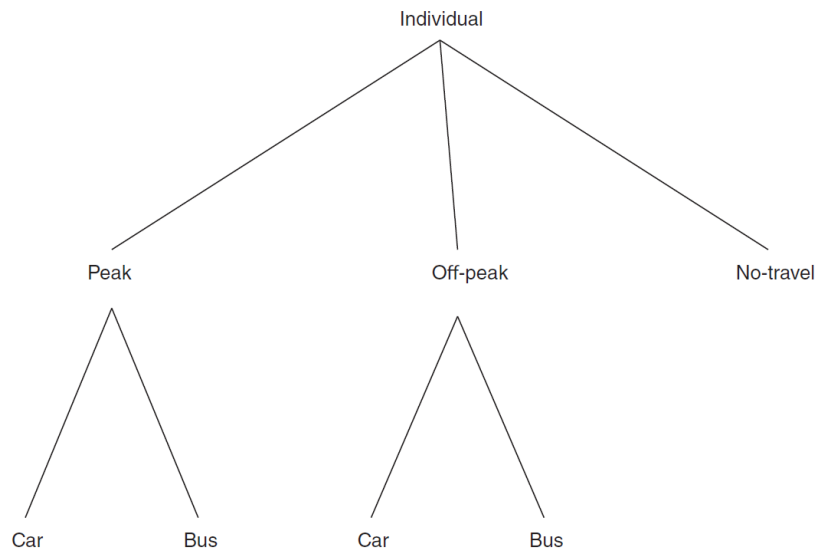 Individual
Peak
Off-peak
No-travel
Car
Bus
Car
Bus